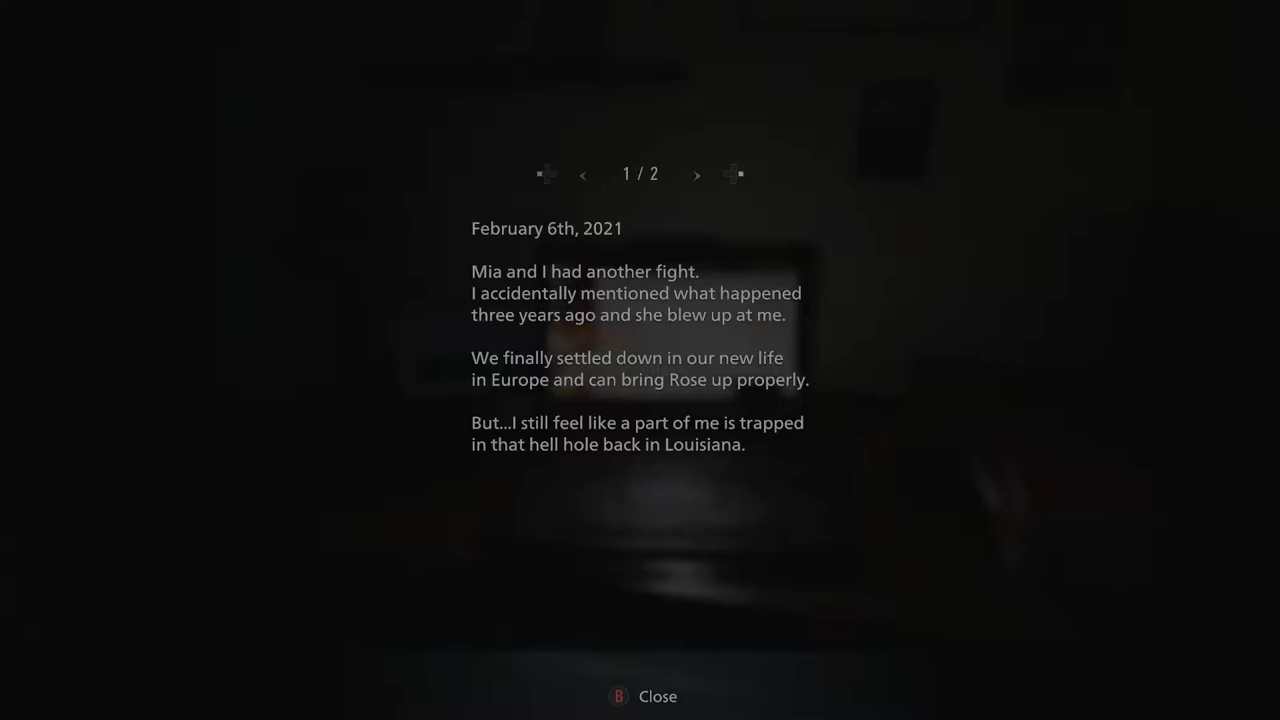 < 1 / 2 >
February 6th, 2021
Mia and I had another fight.
I accidentally mentioned what happened
three years ago and she blew up at me.
We finally settled down in our new life
in Europe and can bring Rose up properly.
But...I still feel like a part of me is trapped
in that hell hole back in Louisiana.
B Close